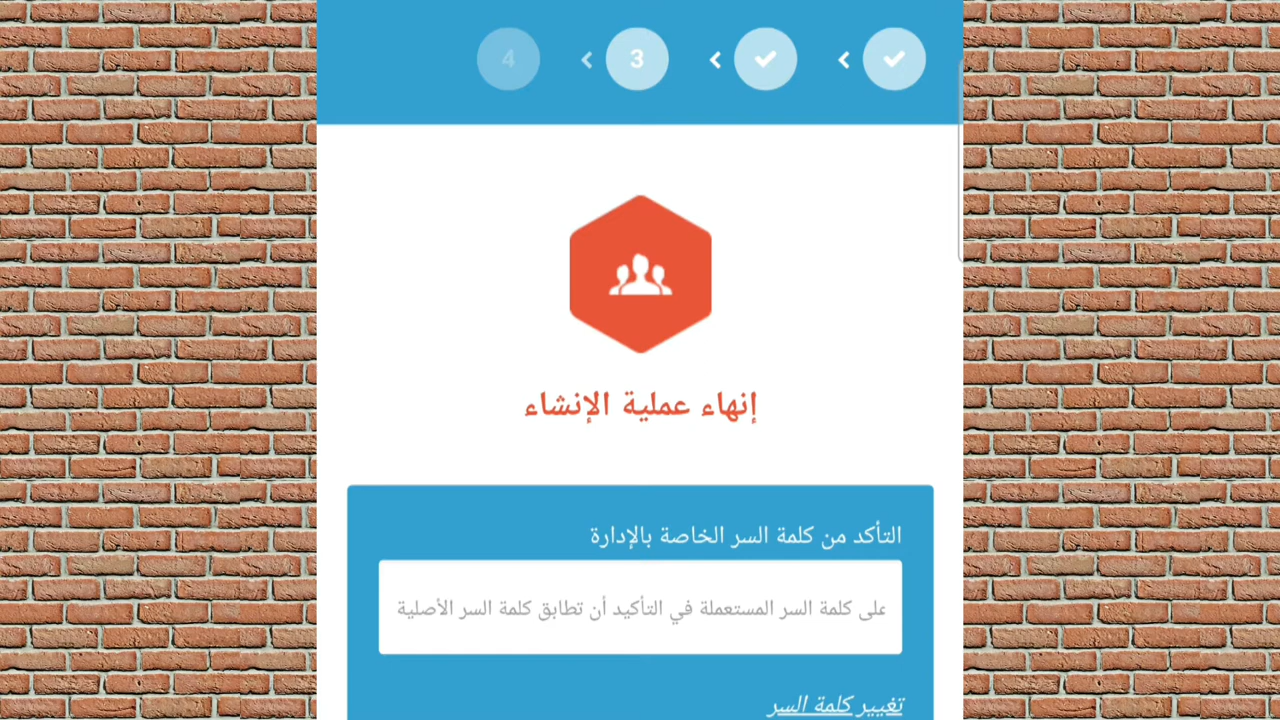 3
4
إنهاء عملية الإنشاء
التأكد من كلمة السر الخاصة بالإدارة
على كلمة السر المستعملة في التأكيد أن تطابق كلمة السر الأصلية
تغيير كلمة السر